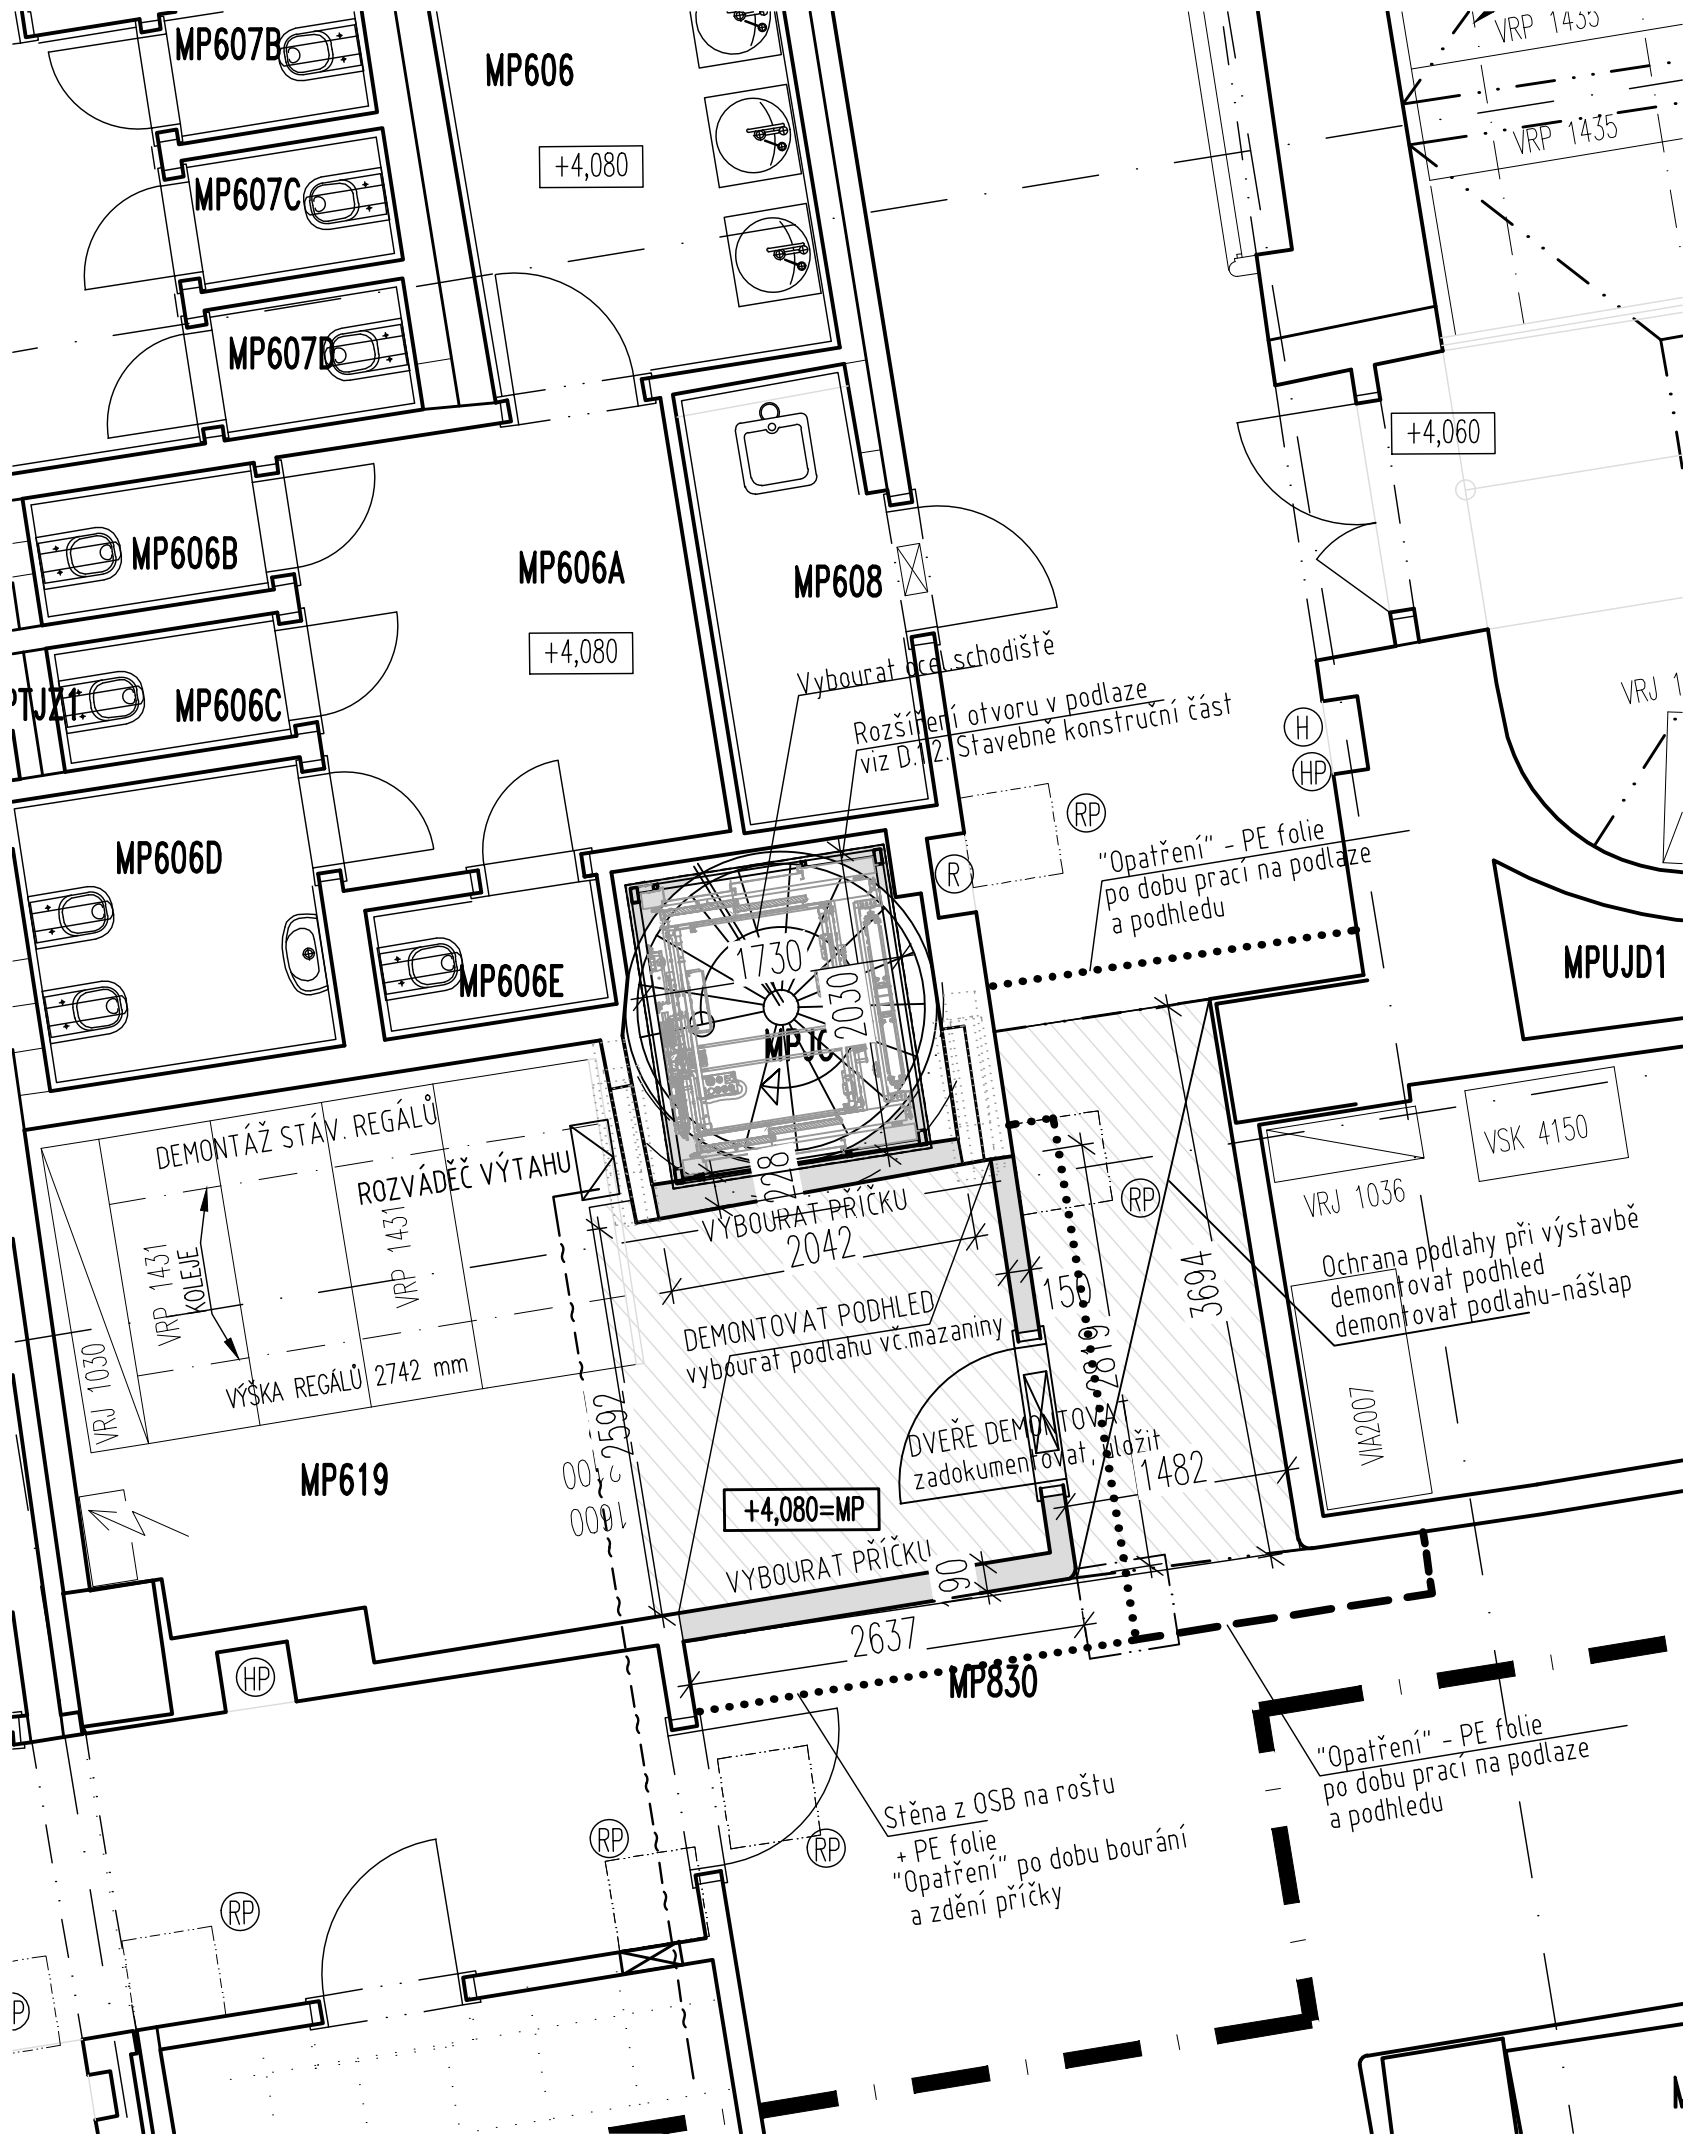 MP607B
MP606
VRP 1435
+4,080
VRP 1435
MP607C
MP607D
+4,060
MP606B
MP606A
MP608
+4,080
MP606C
Vybourat ocel.schodiště
Rozšíření otvoru v podlaze
viz D.1.2. Stavebně konstruční část
H
HP
RP
"Opatření" - PE folie
po dobu prací na podlaze
a podhledu
MP606D
R
MP606E
1730
2030
MPUJD1
DEMONTÁŽ STÁV. REGÁLŮ
ROZVÁDĚČ VÝTAHU
228
VYBOURAT PŘÍČKU
2042
RP
VSK 4150
VRJ 1036
VRP 1431
KOLEJE
VRP 1431
Ochrana podlahy při výstavbě
demontovat podhled
demontovat podlahu-nášlap
150
3694
2819
DEMONTOVAT PODHLED
vybourat podlahu vč.mazaniny
VRJ 1030
VÝŠKA REGÁLŮ 2742 mm
2592
2100
1600
MP619
DVEŘE DEMONTOVAT
zadokumentovat, uložit
1482
VIA2007
+4,080=MP
VYBOURAT PŘÍČKU
90
2637
MP830
HP
"Opatření" - PE folie
po dobu prací na podlaze
a podhledu
Stěna z OSB na roštu
+ PE folie
"Opatření" po dobu bourání
a zdění příčky
RP
RP
RP